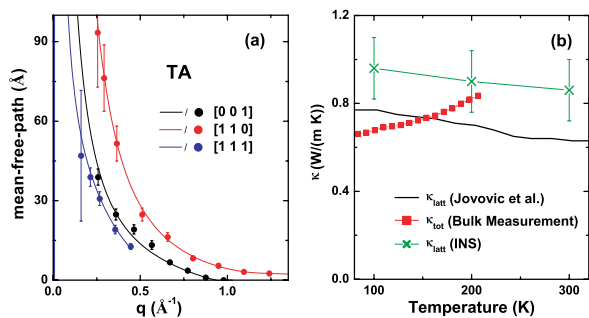 (a)
TA
/ [0 0 1]
/ [1 1 0]
/ [1 1 1]
mean-free-path (Å)
90
60
30
0
0.0 0.5 1.0
q (Å⁻¹)
(b)
κ (W/(m K)
1.2
0.8
0.4
0.0
κlatt (Jovovic et al.)
κtot (Bulk Measurement)
κlatt (INS)
100 200 300
Temperature (K)